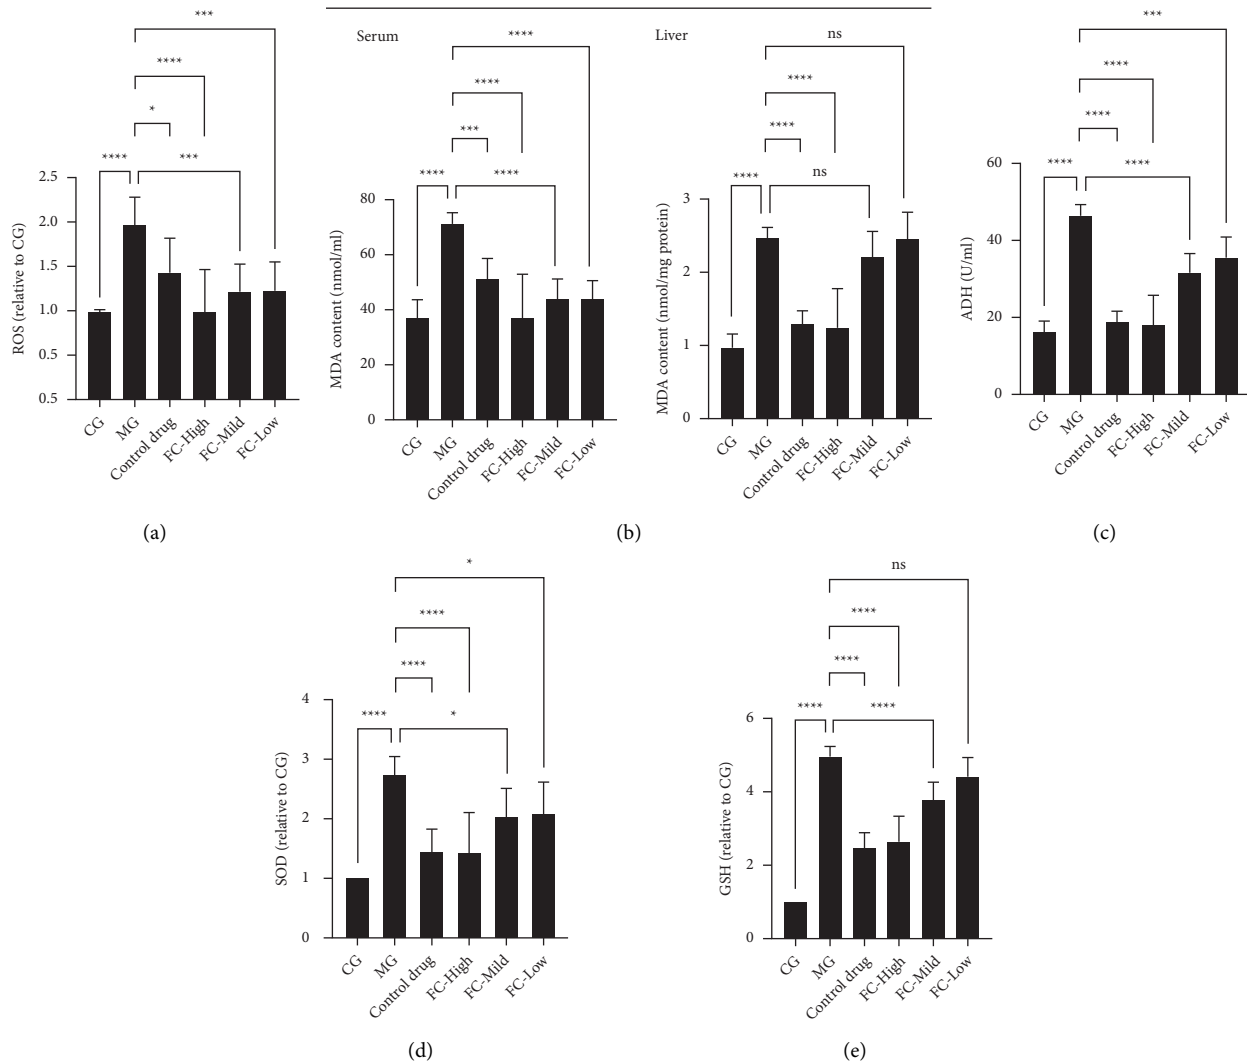 ***
****
*
****
***
2.5
2.0
1.5
1.0
0.5
0.5
ROS (relative to CG)
CG
MG
Control drug
FC-High
FC-Mild
FC-Low
(a)
Serum
****
****
***
****
****
80
60
40
60
20
0
MDA content (nmol/ml)
CG
MG
Control drug
FC-High
FC-Mild
FC-Low
Liver
ns
****
****
****
ns
3
2
1
0
MDA content (nmol/mg protein)
CG
MG
Control drug
FC-High
FC-Mild
FC-Low
(b)
***
****
****
****
****
60
40
20
0
ADH (U/ml)
CG
MG
Control drug
FC-High
FC-Mild
FC-Low
(c)
*
****
****
****
*
4
3
2
1
0
SOD (relative to CG)
CG
MG
Control drug
FC-High
FC-Mild
FC-Low
(d)
ns
****
****
****
****
6
4
2
0
GSH (relative to CG)
CG
MG
Control drug
FC-High
FC-Mild
FC-Low
(e)